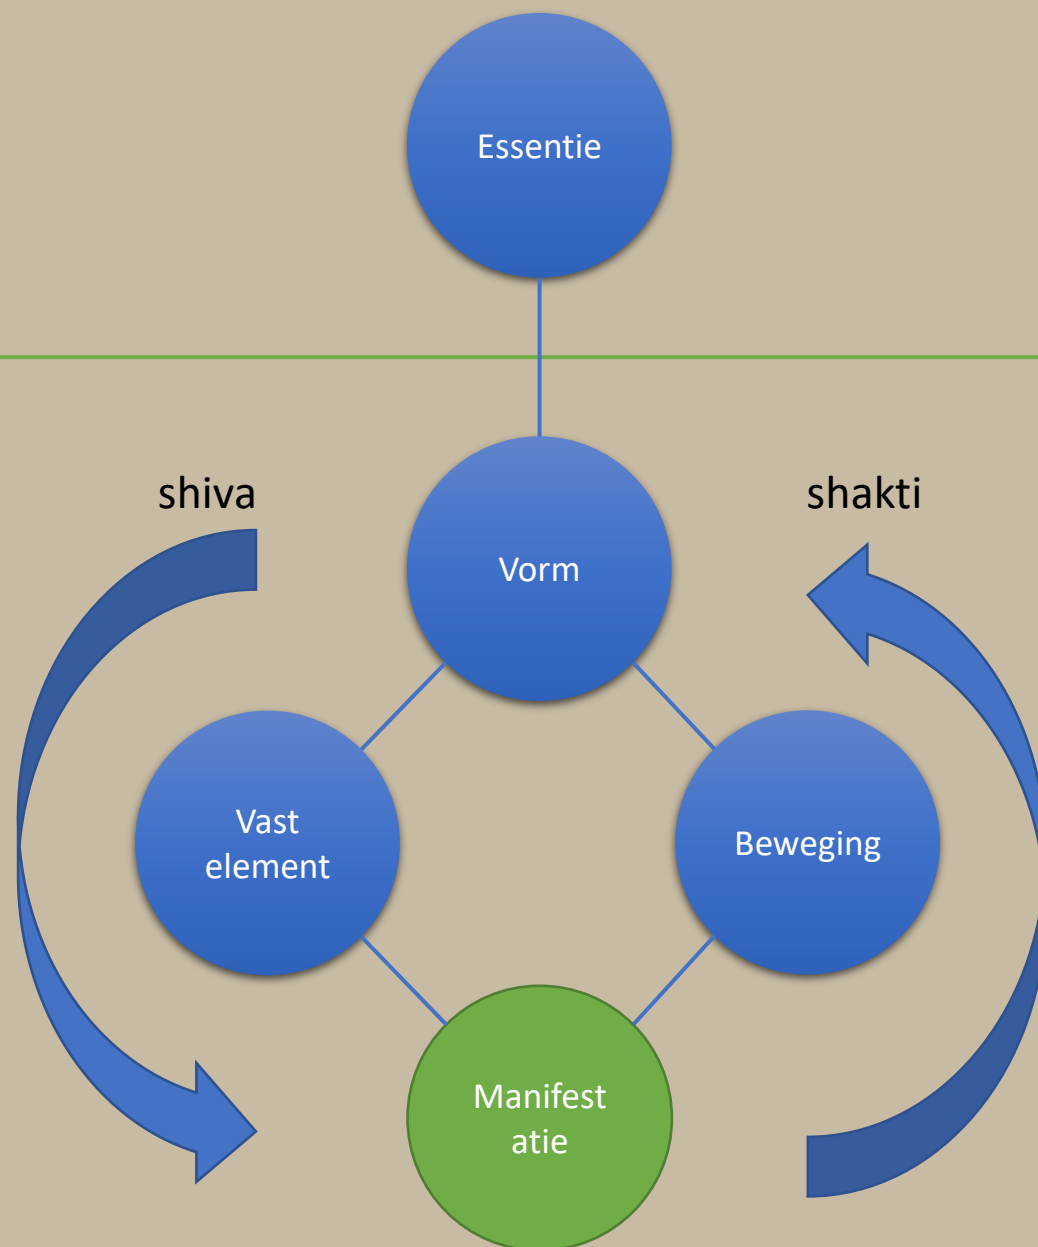 Essentie
shiva
shakti
Vorm
Vast
element
Beweging
Manifest
atie